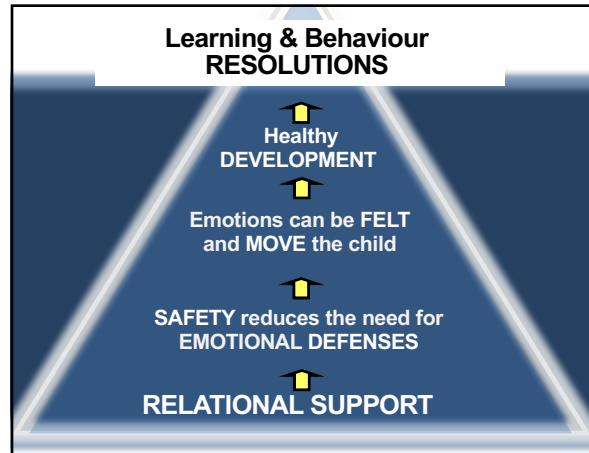 Learning & Behaviour
RESOLUTIONS
Healthy
DEVELOPMENT
Emotions can be FELT
and MOVE the child
SAFETY reduces the need for
EMOTIONAL DEFENSES
RELATIONAL SUPPORT